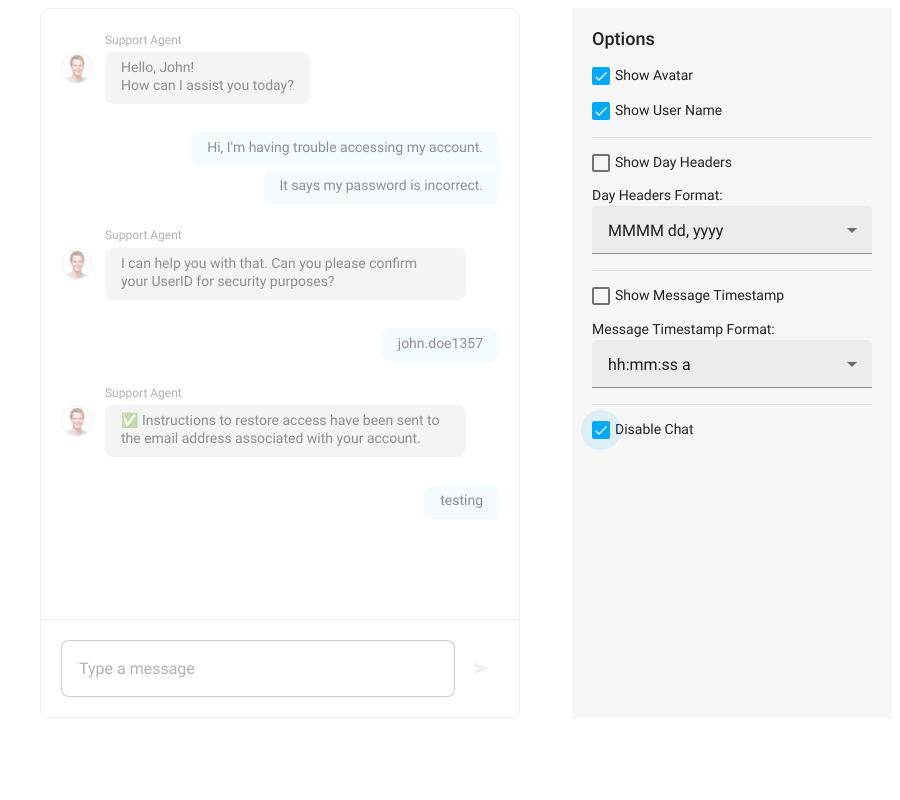 Support Agent
Hello, John!
How can I assist you today?
Hi, I'm having trouble accessing my account.
It says my password is incorrect.
Support Agent
I can help you with that. Can you please confirm
your UserID for security purposes?
john.doe1357
Support Agent
✅ Instructions to restore access have been sent to
the email address associated with your account.
testing
Type a message
Options
Show Avatar
Show User Name
Show Day Headers
Day Headers Format:
MMMM dd, yyyy
Show Message Timestamp
Message Timestamp Format:
hh:mm:ss a
Disable Chat